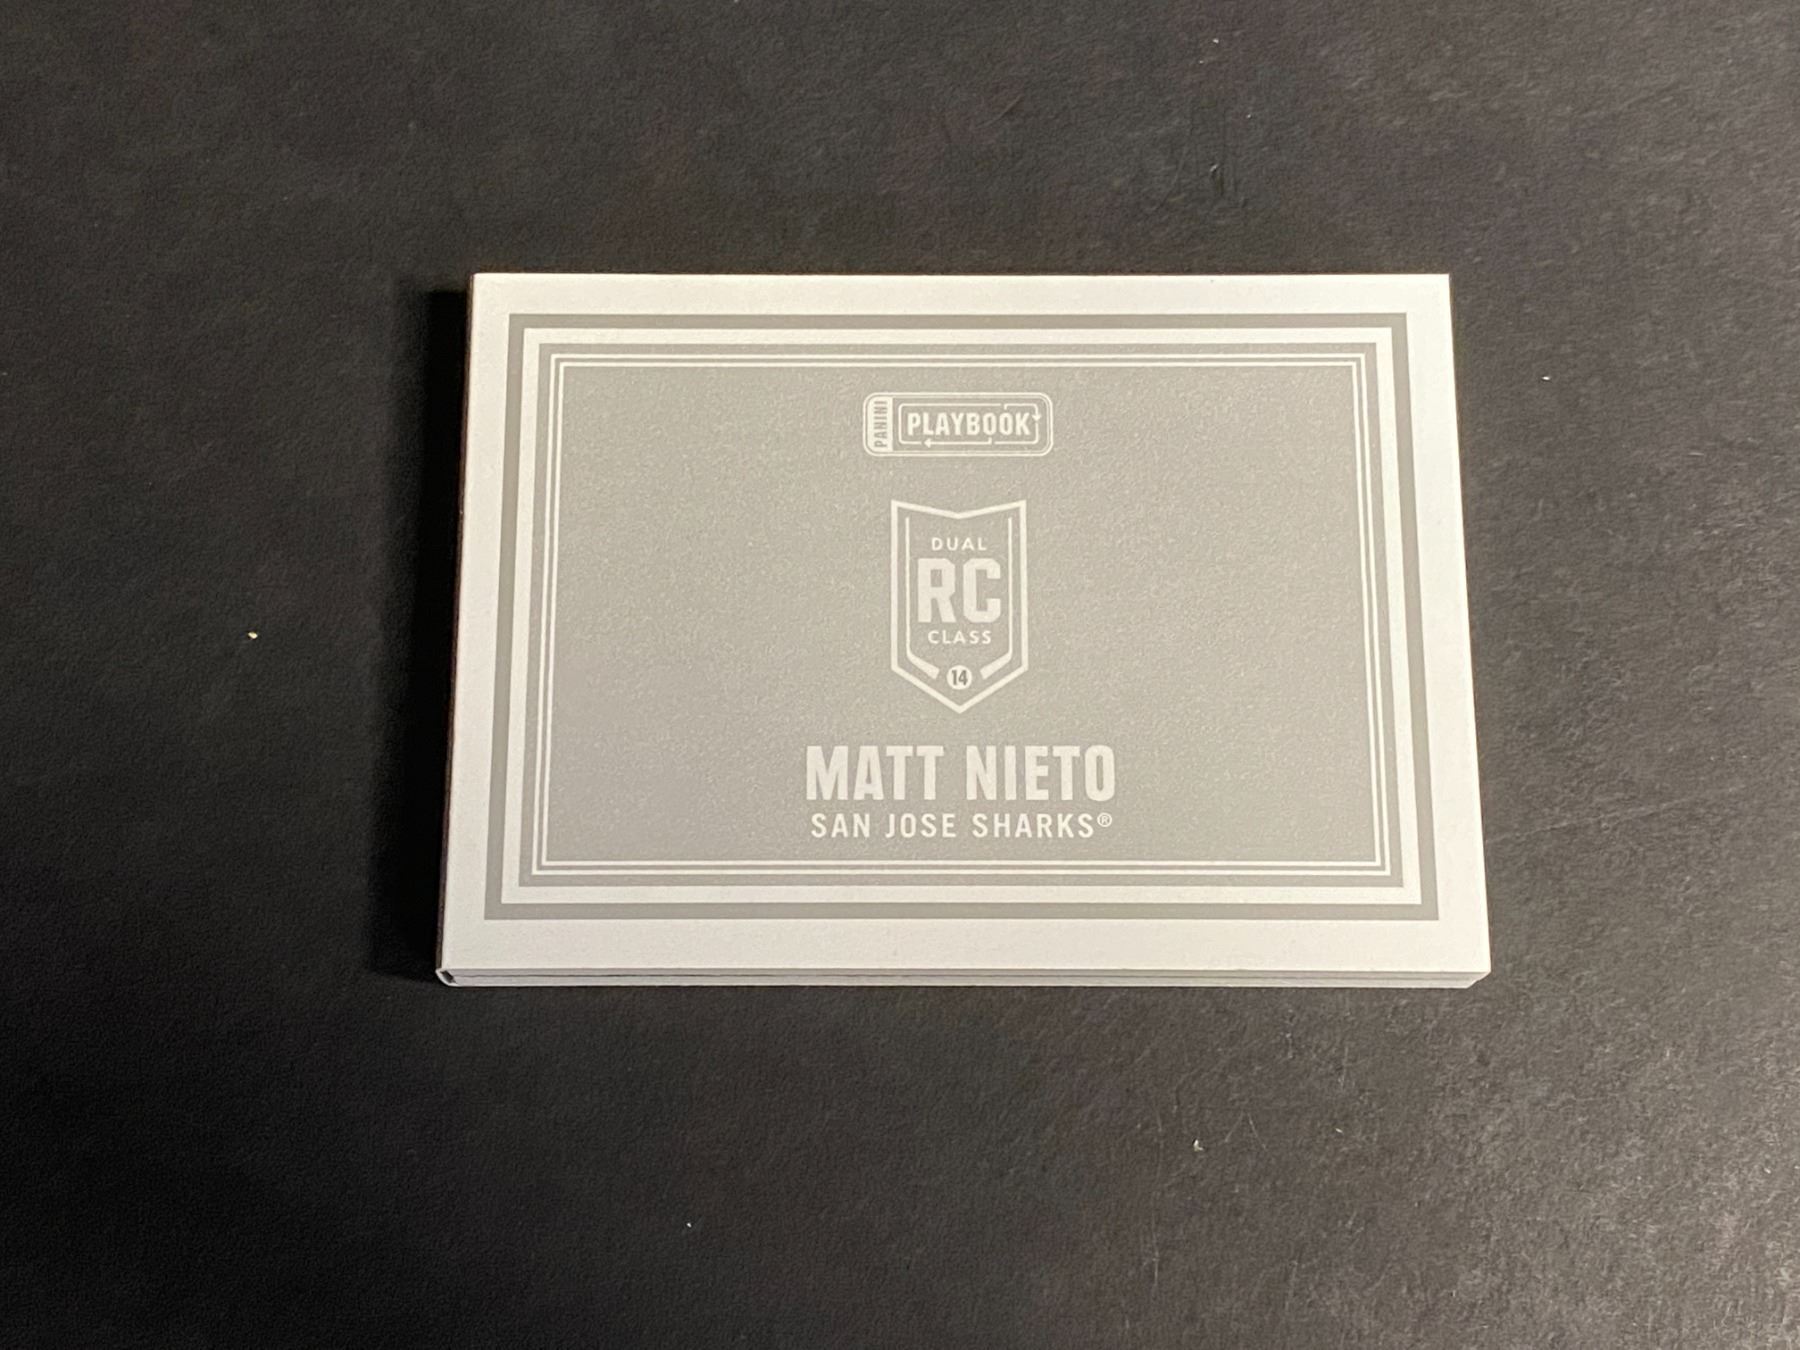 PANINI
PLAYBOOK
DUAL
RC
CLASS
14
MATT NIETO
SAN JOSE SHARKS®